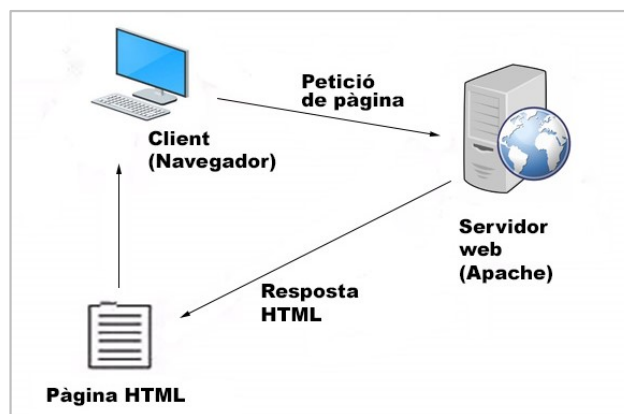 Petició
de pàgina
Client
(Navegador)
Servidor
web
(Apache)
Resposta
HTML
Pàgina HTML